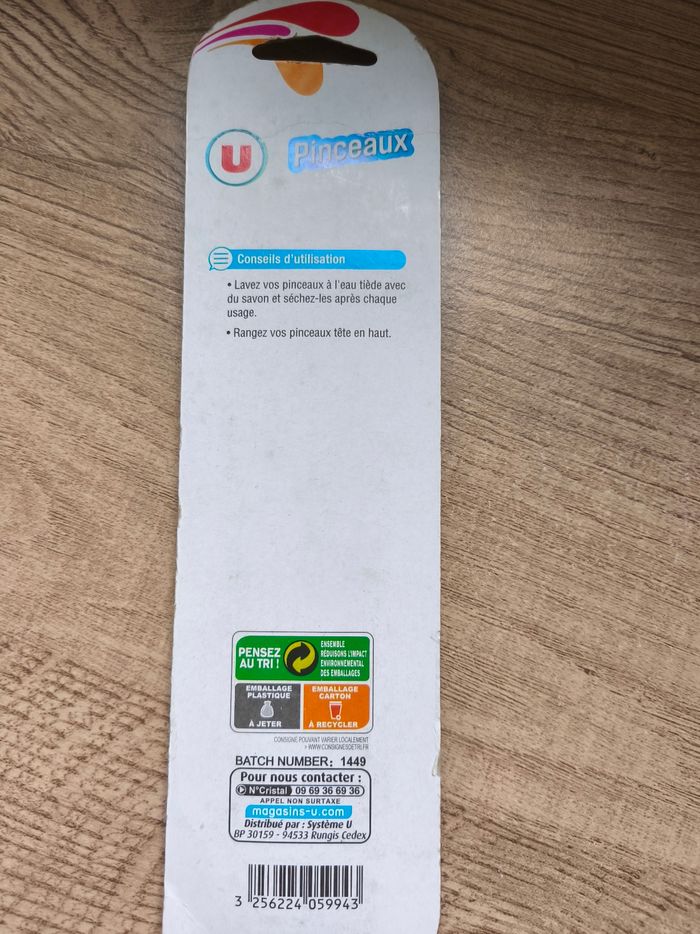 U Pinceaux
Conseils d'utilisation
• Lavez vos pinceaux à l'eau tiède avec
du savon et séchez-les après chaque
usage.
• Rangez vos pinceaux tête en haut.
PENSEZ
AU TRI !
ENSEMBLE
RÉDUISONS L'IMPACT
ENVIRONNEMENTAL
DES EMBALLAGES
EMBALLAGE
PLASTIQUE
À JETER
EMBALLAGE
CARTON
À RECYCLER
CONSIGNE POUVANT VARIER LOCALEMENT
> WWW.CONSIGNESDETRI.FR
BATCH NUMBER: 1449
Pour nous contacter :
N°Cristal 09 69 36 69 36
APPEL NON SURTAXE
magasins-u.com
Distribué par : Système U
BP 30159 - 94533 Rungis Cedex
3 256224 059943